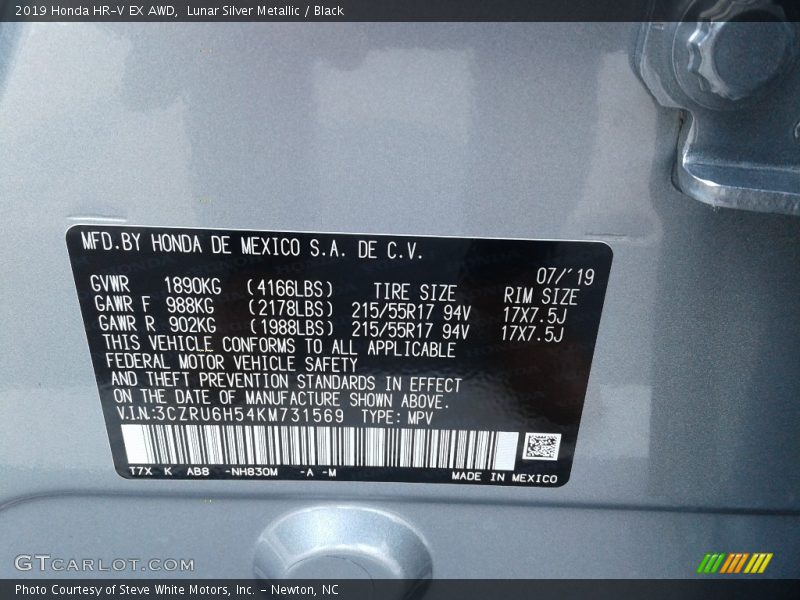 2019 Honda HR-V EX AWD,  Lunar Silver Metallic / Black
MFD.BY HONDA DE MEXICO S.A. DE C.V.
07/'19
GVWR 1890KG (4166LBS) TIRE SIZE RIM SIZE
GAWR F 988KG (2178LBS) 215/55R17 94V 17X7.5J
GAWR R 902KG (1988LBS) 215/55R17 94V 17X7.5J
THIS VEHICLE CONFORMS TO ALL APPLICABLE
FEDERAL MOTOR VEHICLE SAFETY
AND THEFT PREVENTION STANDARDS IN EFFECT
ON THE DATE OF MANUFACTURE SHOWN ABOVE.
V.I.N:3CZRU6H54KM731569 TYPE: MPV
T7X K AB8 -NH830M -A -M
MADE IN MEXICO
GTCARLOT.COM
Photo Courtesy of Steve White Motors, Inc. – Newton, NC